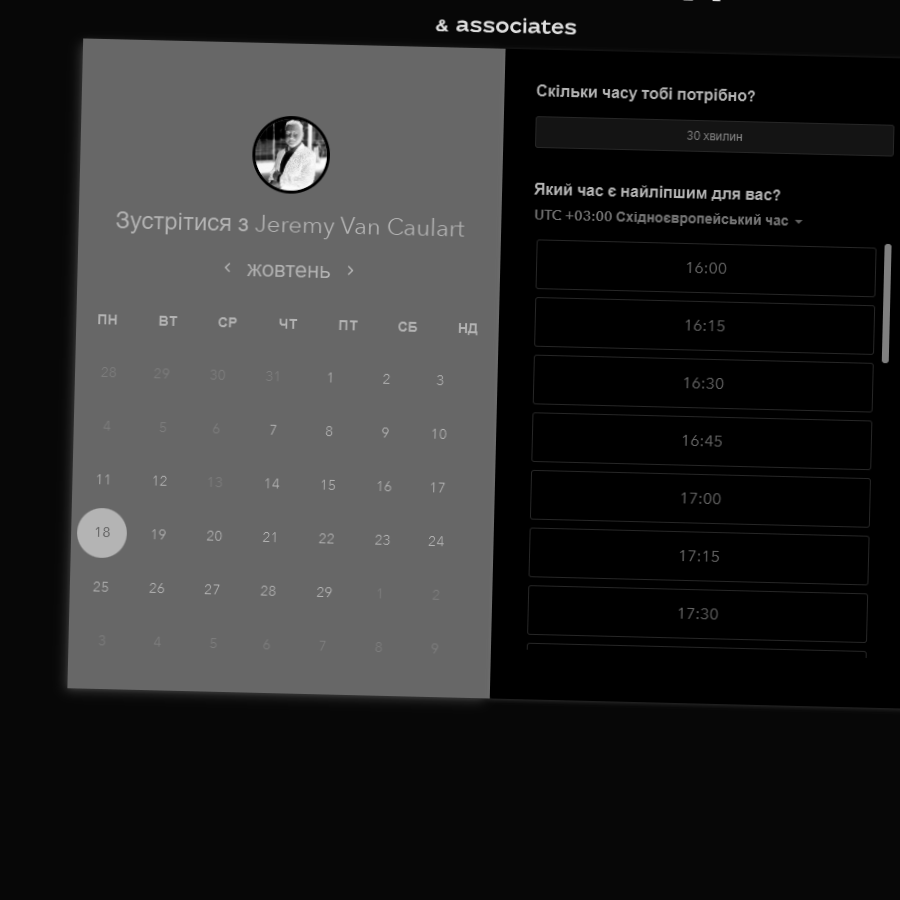 & associates
Зустрітися з Jeremy Van Caulart
‹ жовтень ›
ПН ВТ СР ЧТ ПТ СБ НД
28 29 30 31 1 2 3
4 5 6 7 8 9 10
11 12 13 14 15 16 17
18 19 20 21 22 23 24
25 26 27 28 29 1 2
3 4 5 6 7 8 9
Скільки часу тобі потрібно?
30 хвилин
Який час є найліпшим для вас?
UTC +03:00 Східноєвропейський час
16:00
16:15
16:30
16:45
17:00
17:15
17:30